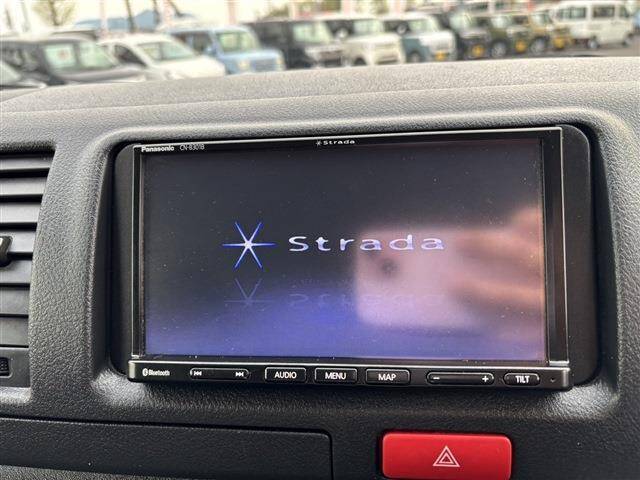 Panasonic CN-B301B Strada
Strada
Bluetooth AUDIO MENU MAP − + TILT